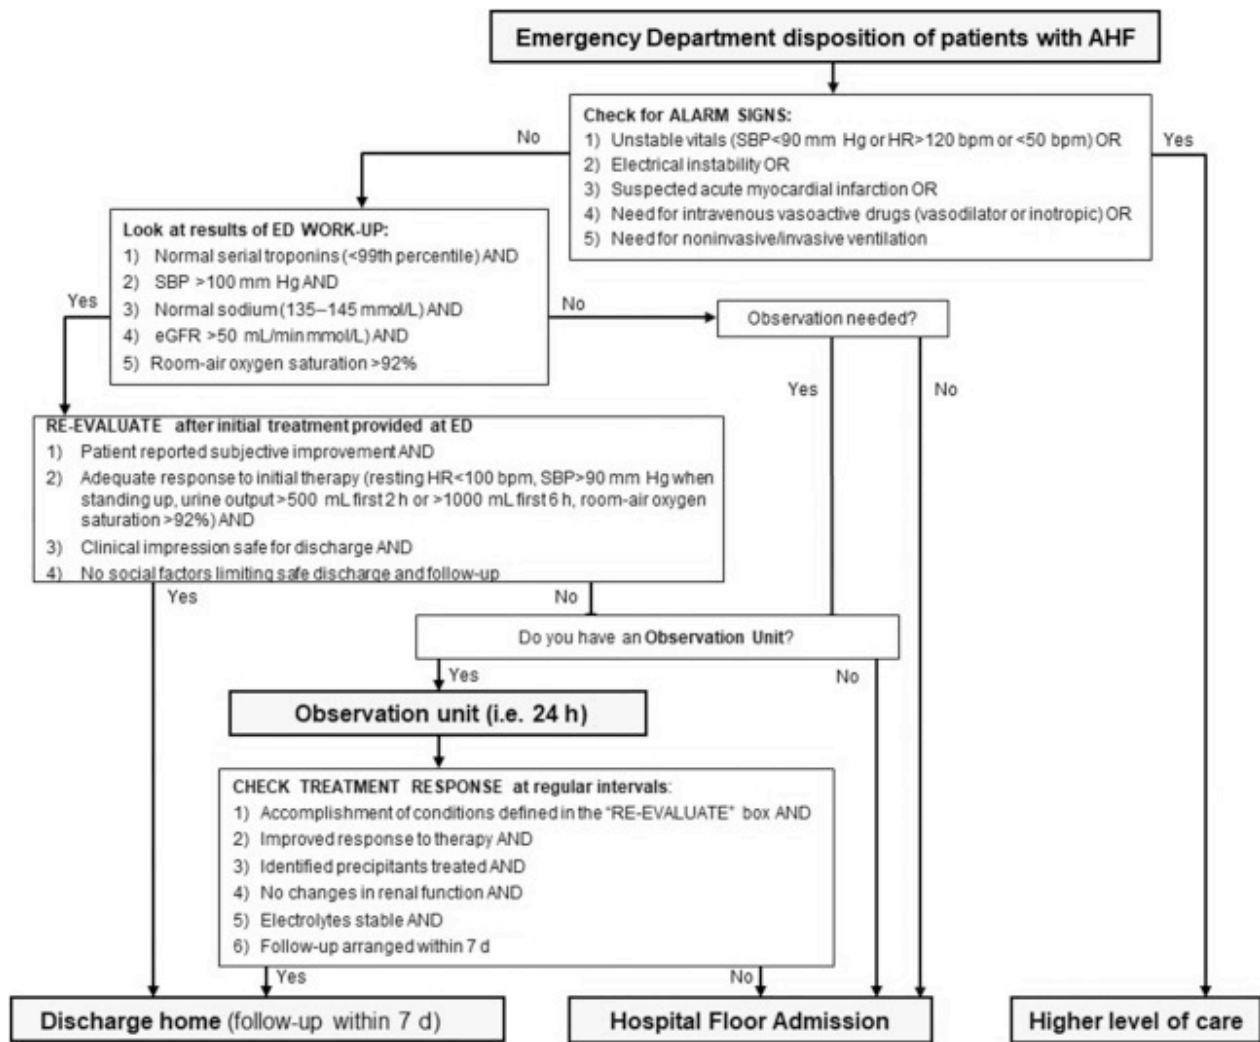 Emergency Department disposition of patients with AHF
Check for ALARM SIGNS:
1) Unstable vitals (SBP<90 mm Hg or HR>120 bpm or <50 bpm) OR
2) Electrical instability OR
3) Suspected acute myocardial infarction OR
4) Need for intravenous vasoactive drugs (vasodilator or inotropic) OR
5) Need for noninvasive/invasive ventilation
No
Yes
Look at results of ED WORK-UP:
1) Normal serial troponins (<99th percentile) AND
2) SBP >100 mm Hg AND
3) Normal sodium (135–145 mmol/L) AND
4) eGFR >50 mL/min mmol/L) AND
5) Room-air oxygen saturation >92%
Yes
No
Observation needed?
Yes
No
RE-EVALUATE after initial treatment provided at ED
1) Patient reported subjective improvement AND
2) Adequate response to initial therapy (resting HR<100 bpm, SBP>90 mm Hg when
standing up, urine output >500 mL first 2 h or >1000 mL first 6 h, room-air oxygen
saturation >92%) AND
3) Clinical impression safe for discharge AND
4) No social factors limiting safe discharge and follow-up
Yes
No
Do you have an Observation Unit?
Yes
No
Observation unit (i.e. 24 h)
CHECK TREATMENT RESPONSE at regular intervals:
1) Accomplishment of conditions defined in the “RE-EVALUATE” box AND
2) Improved response to therapy AND
3) Identified precipitants treated AND
4) No changes in renal function AND
5) Electrolytes stable AND
6) Follow-up arranged within 7 d
Yes
No
Discharge home (follow-up within 7 d)
Hospital Floor Admission
Higher level of care